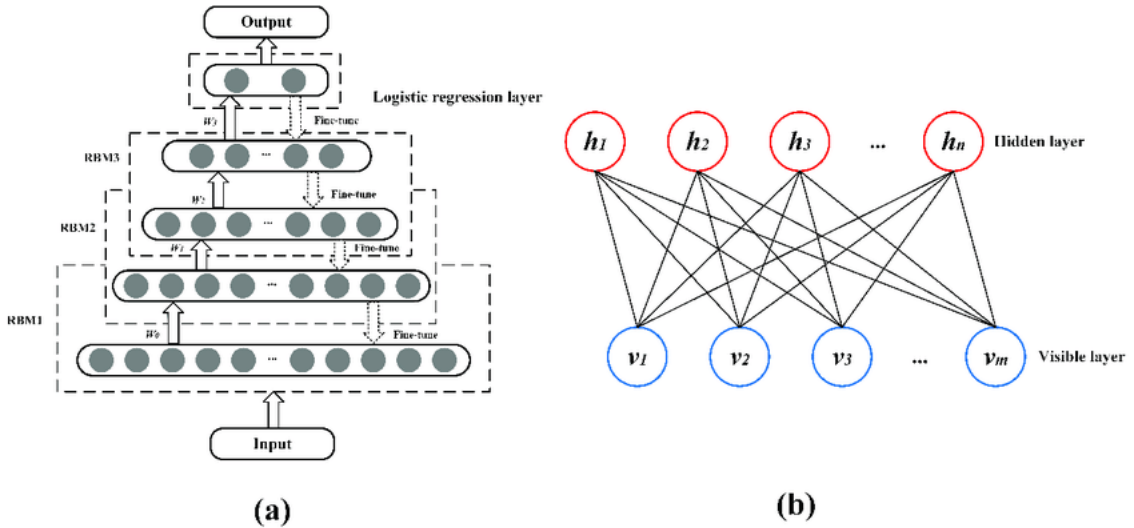 Output
Logistic regression layer
W3
Fine-tune
RBM3
...
W2
Fine-tune
RBM2
...
W1
Fine-tune
...
RBM1
W0
Fine-tune
...
Input
(a)
h1 h2 h3 ... hn Hidden layer
v1 v2 v3 ... vm Visible layer
(b)